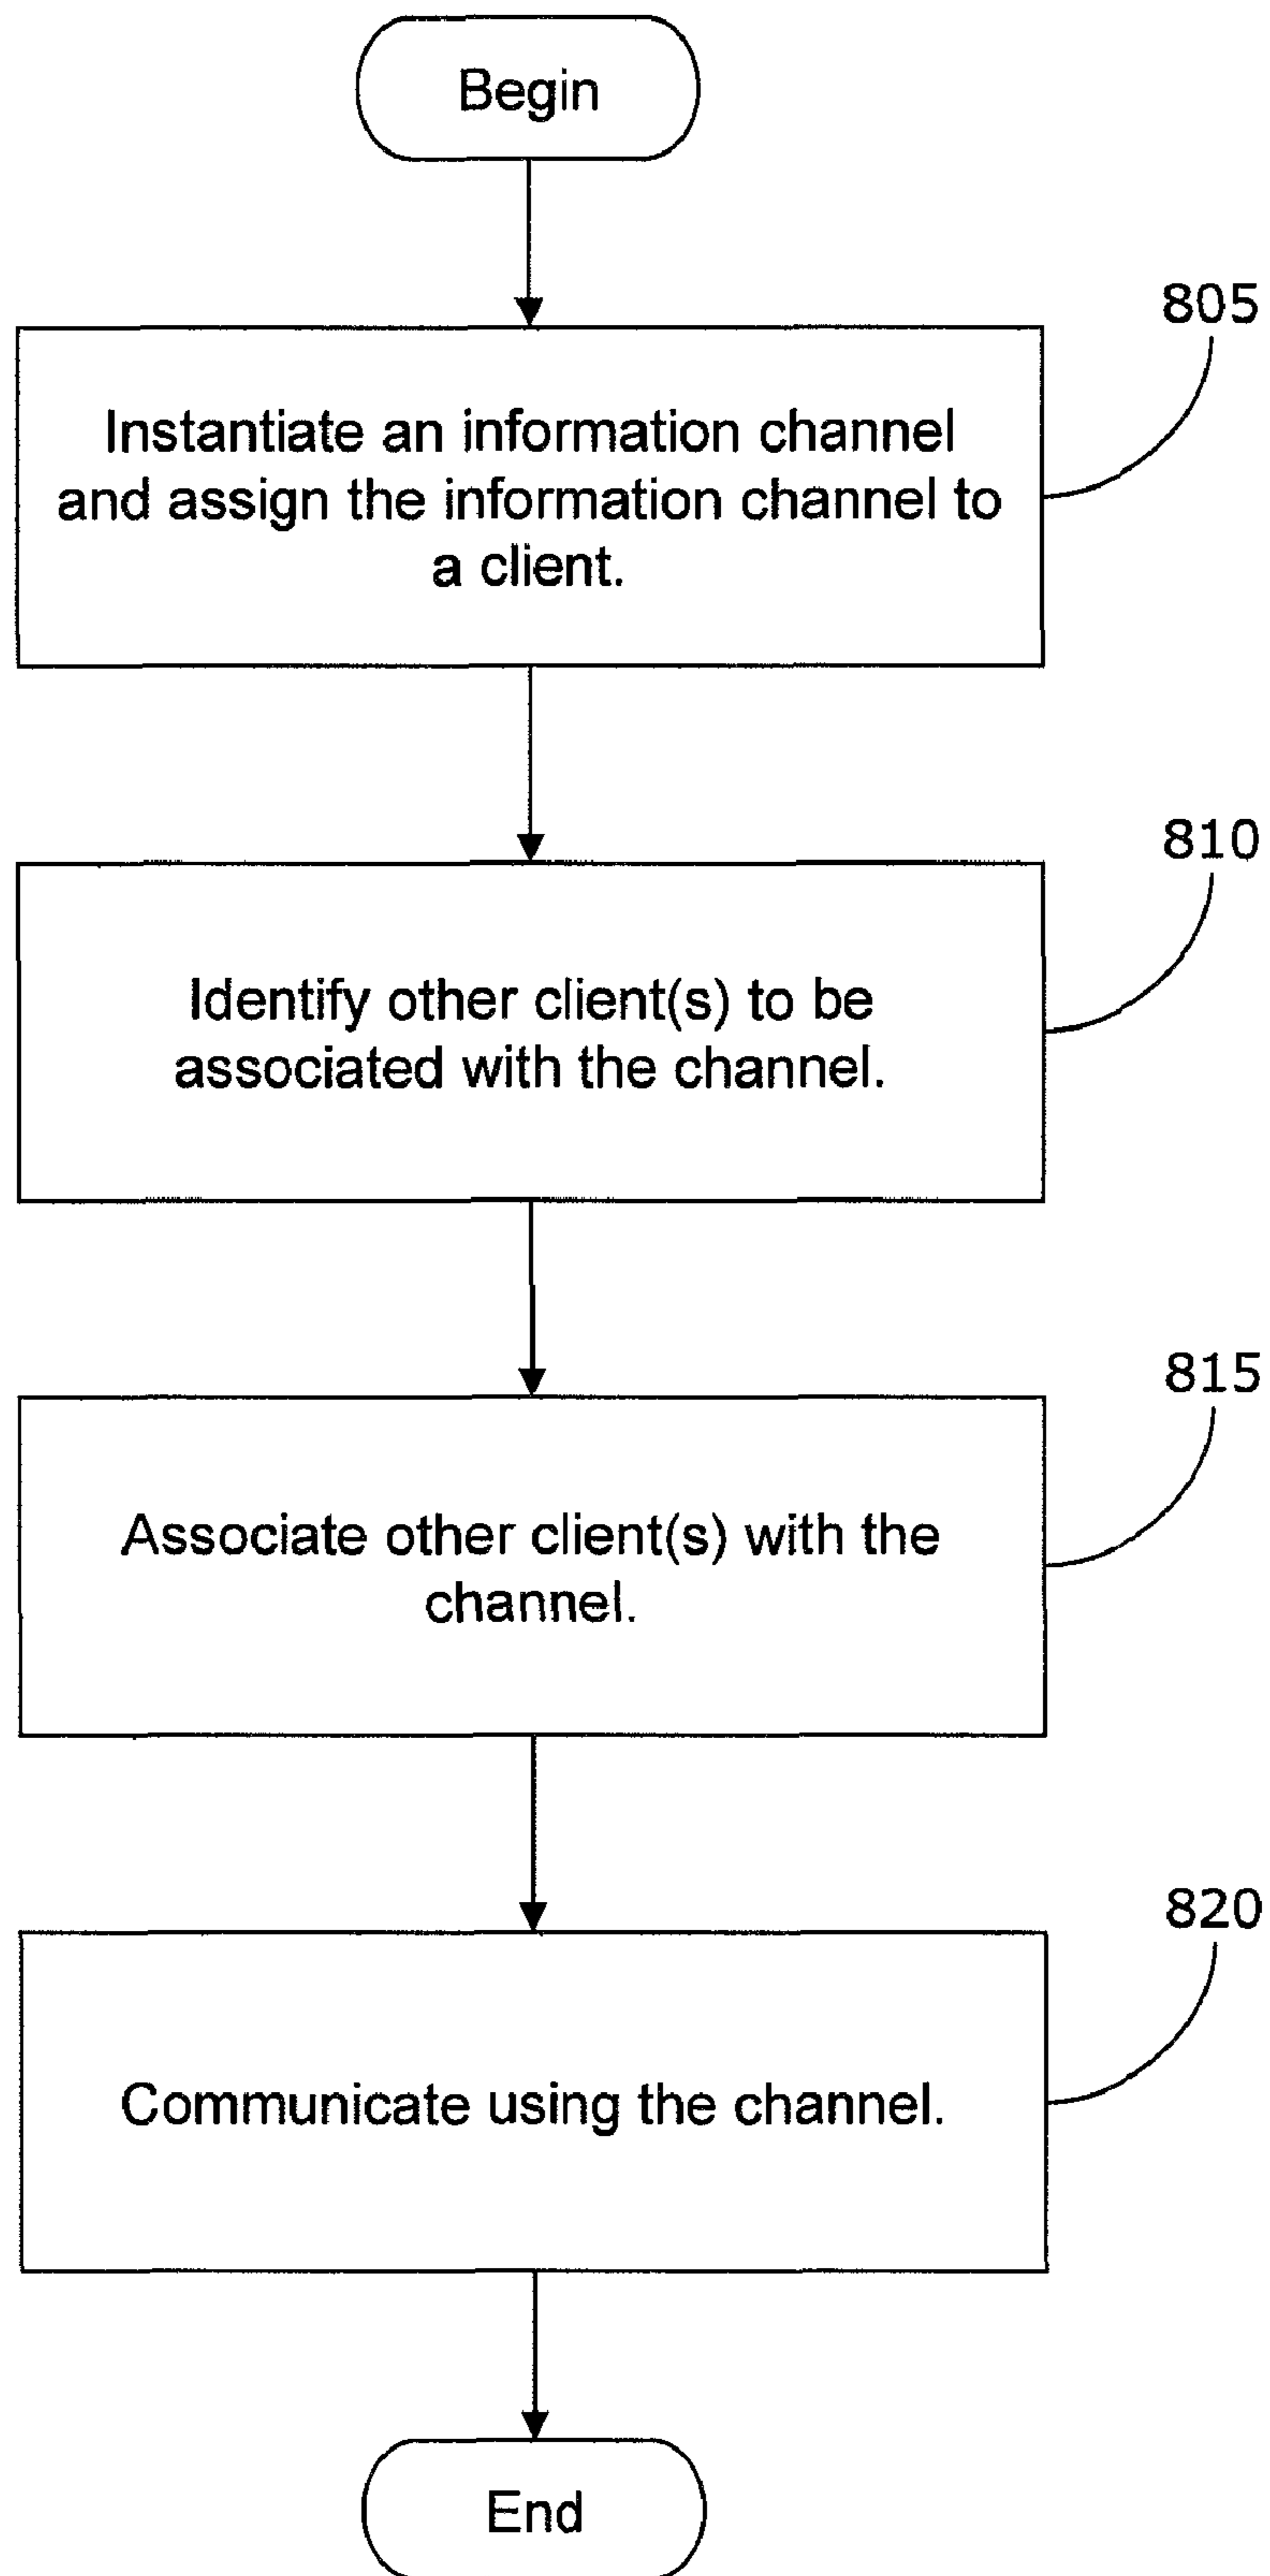 Begin
805
Instantiate an information channel
and assign the information channel to
a client.
810
Identify other client(s) to be
associated with the channel.
815
Associate other client(s) with the
channel.
820
Communicate using the channel.
End